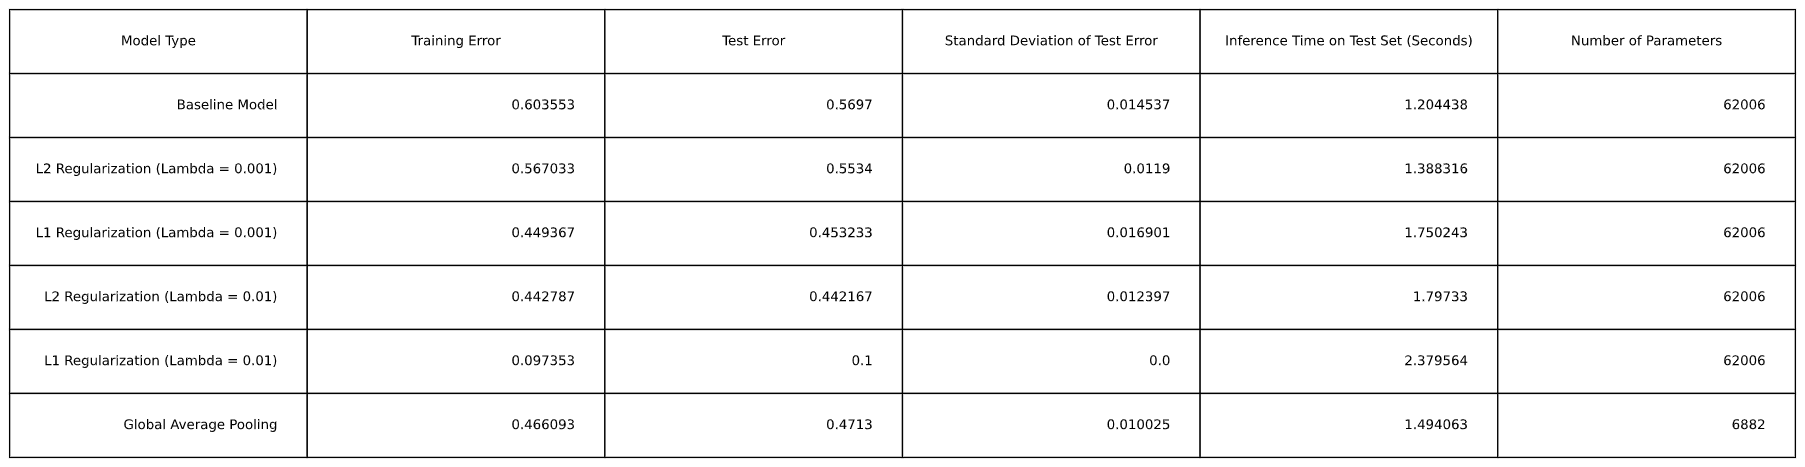 Model Type Training Error Test Error Standard Deviation of Test Error Inference Time on Test Set (Seconds) Number of Parameters
Baseline Model 0.603553 0.5697 0.014537 1.204438 62006
L2 Regularization (Lambda = 0.001) 0.567033 0.5534 0.0119 1.388316 62006
L1 Regularization (Lambda = 0.001) 0.449367 0.453233 0.016901 1.750243 62006
L2 Regularization (Lambda = 0.01) 0.442787 0.442167 0.012397 1.79733 62006
L1 Regularization (Lambda = 0.01) 0.097353 0.1 0.0 2.379564 62006
Global Average Pooling 0.466093 0.4713 0.010025 1.494063 6882